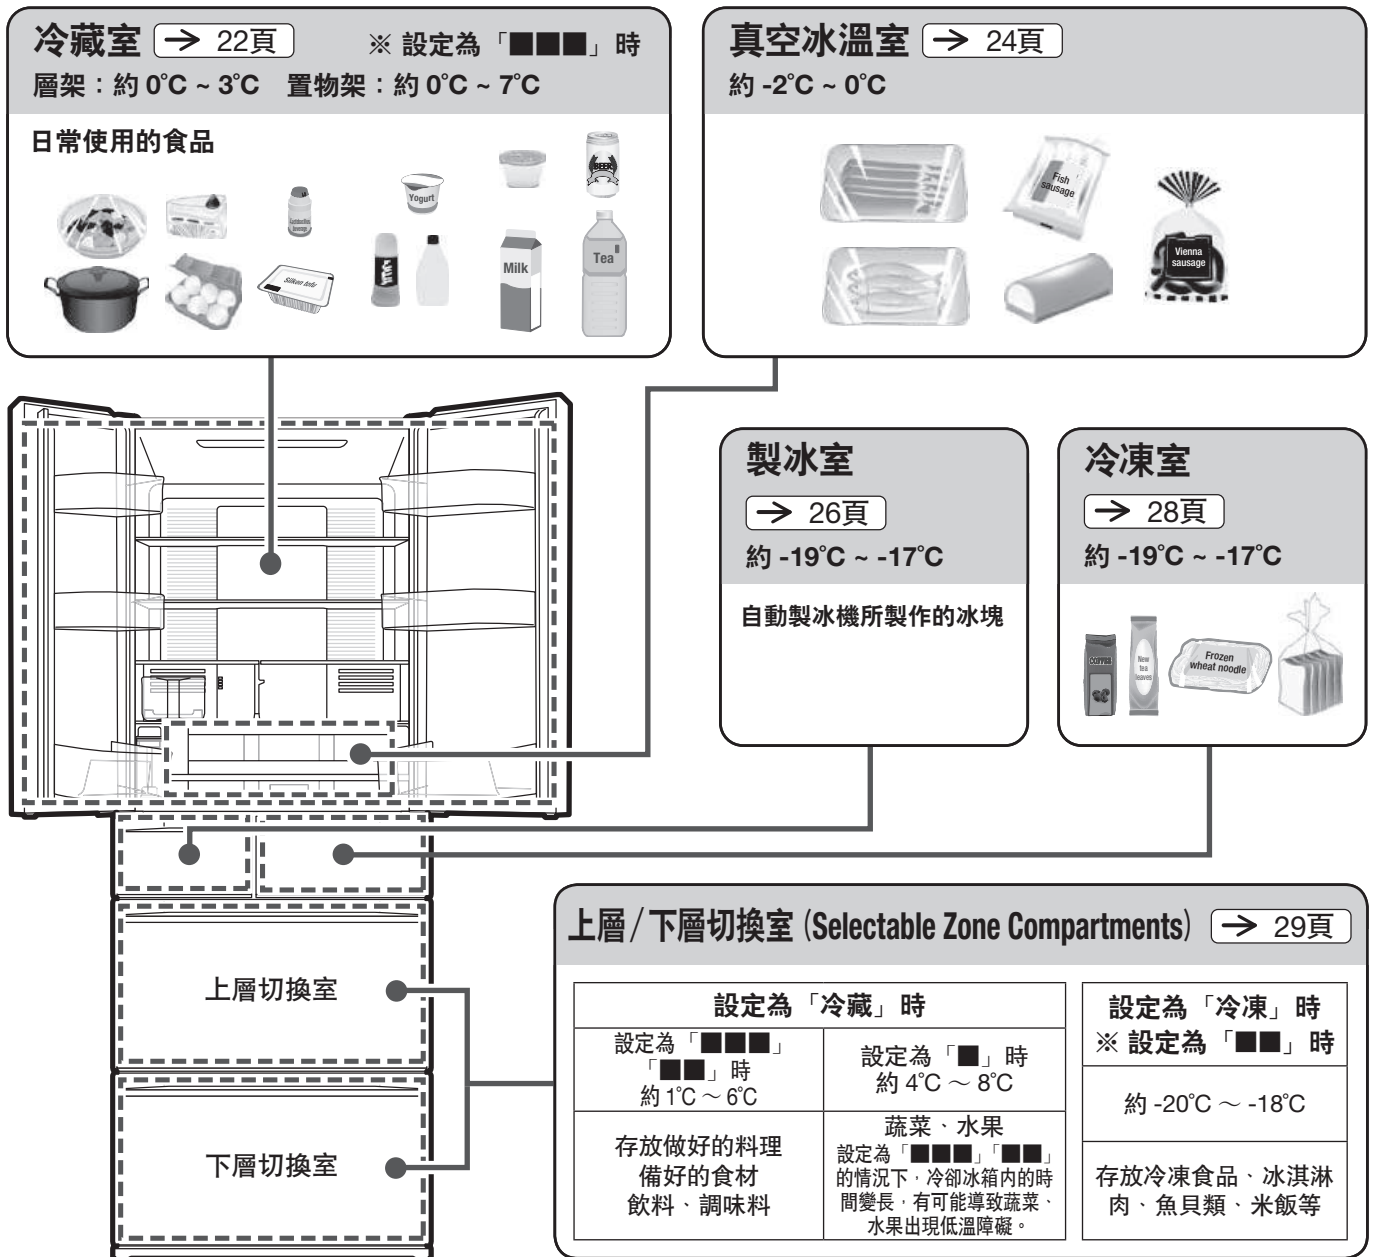 冷藏室 → 22頁 ※ 設定為「■■■」時
層架：約 0℃ ~ 3℃ 置物架：約 0℃ ~ 7℃
日常使用的食品
Yogurt
BEER
Silken tofu
Milk
Tea
真空冰溫室 → 24頁
約 -2℃ ~ 0℃
Fish
sausage
Vienna
sausage
製冰室
→ 26頁
約 -19℃ ~ -17℃
自動製冰機所製作的冰塊
冷凍室
→ 28頁
約 -19℃ ~ -17℃
COFFEE
New
tea
leaves
Frozen
wheat noodle
上層切換室
下層切換室
上層/下層切換室 (Selectable Zone Compartments) → 29頁
設定為「冷藏」時
設定為「■■■」
「■■」時
約 1℃ ～ 6℃
設定為「■」時
約 4℃ ～ 8℃
存放做好的料理
備好的食材
飲料、調味料
蔬菜、水果
設定為「■■■」「■■」
的情況下，冷卻冰箱內的時
間變長，有可能導致蔬菜、
水果出現低溫障礙。
設定為「冷凍」時
※ 設定為「■■」時
約 -20℃ ～ -18℃
存放冷凍食品、冰淇淋
肉、魚貝類、米飯等